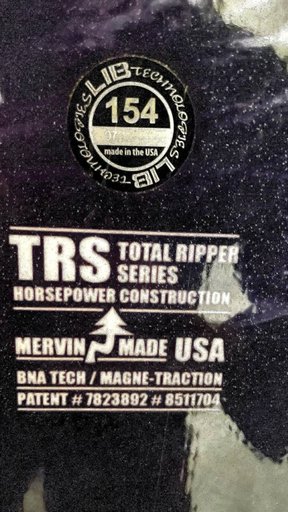 LIB TECHNOLOGIES
LIB TECHNOLOGIES
154
made in the USA
TRS TOTAL RIPPER
SERIES
HORSEPOWER CONSTRUCTION
MERVIN MADE USA
BNA TECH / MAGNE-TRACTION
PATENT # 7823892 # 8511704